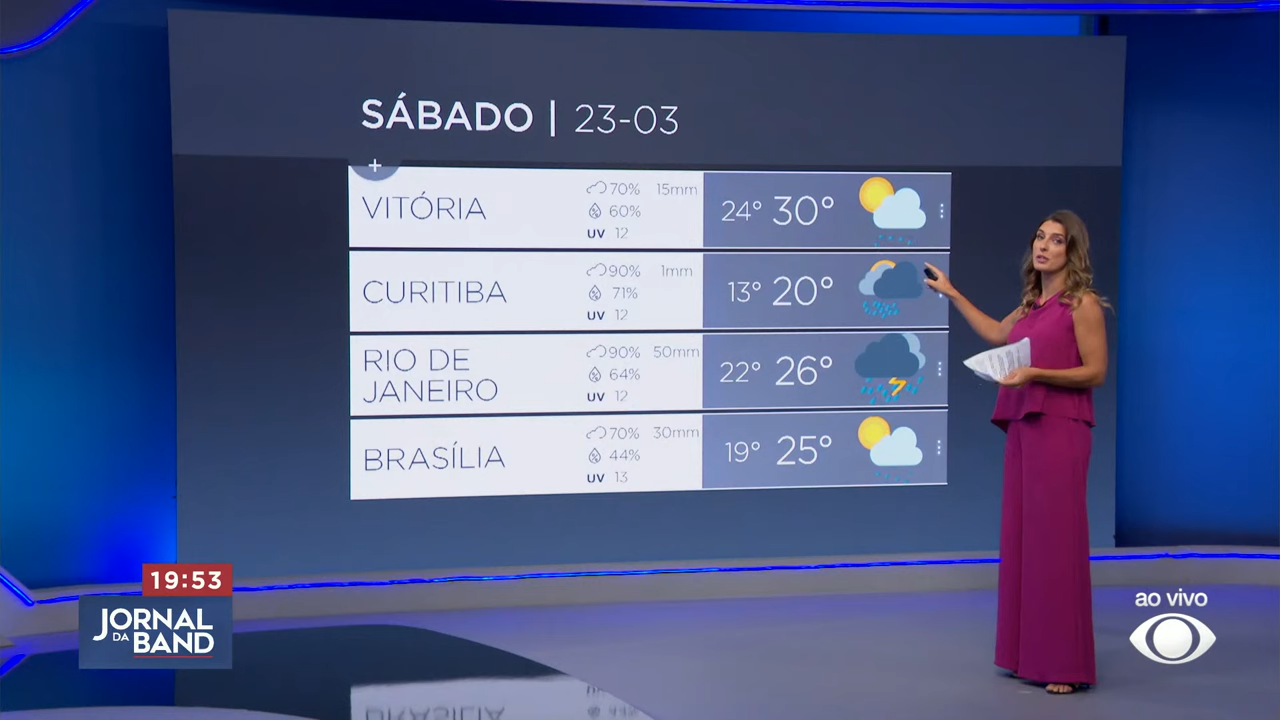 SÁBADO | 23-03
+
VITÓRIA
70% 15mm
60%
UV 12
24° 30°
CURITIBA
90% 1mm
71%
UV 12
13° 20°
RIO DE
JANEIRO
90% 50mm
64%
UV 12
22° 26°
BRASÍLIA
70% 30mm
44%
UV 13
19° 25°
19:53
JORNAL
DA BAND
ao vivo